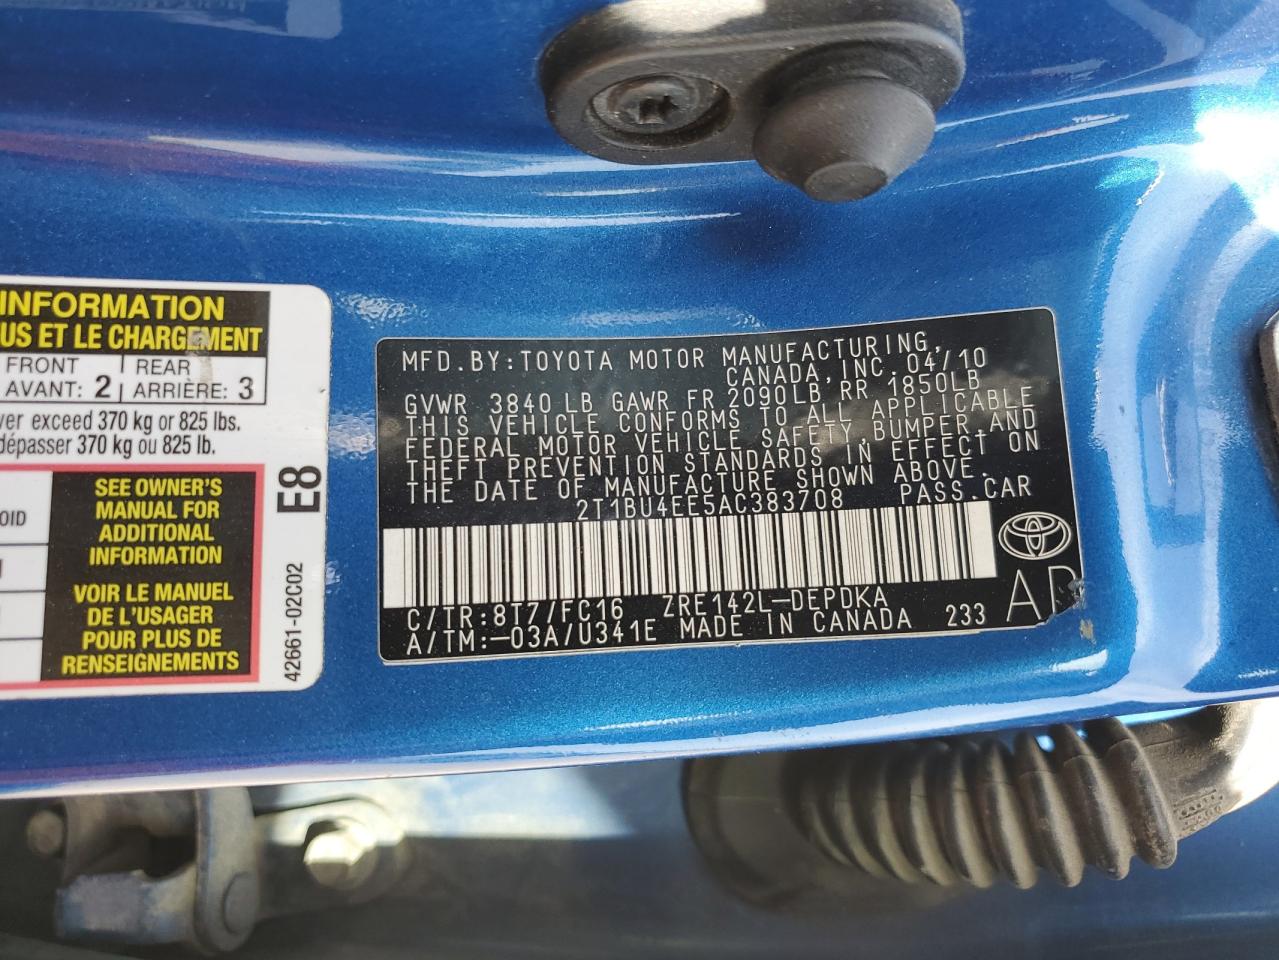 INFORMATION
US ET LE CHARGEMENT
FRONT
AVANT: 2
REAR
ARRIÈRE: 3
ver exceed 370 kg or 825 lbs.
dépasser 370 kg ou 825 lb.
OID
SEE OWNER'S
MANUAL FOR
ADDITIONAL
INFORMATION
VOIR LE MANUEL
DE L'USAGER
POUR PLUS DE
RENSEIGNEMENTS
E8
42661-02C02
MFD.BY:TOYOTA MOTOR MANUFACTURING,
CANADA,INC.04/10
GVWR 3840 LB GAWR FR 2090LB RR 1850LB
THIS VEHICLE CONFORMS TO ALL APPLICABLE
FEDERAL MOTOR VEHICLE SAFETY,BUMPER,AND
THEFT PREVENTION STANDARDS IN EFFECT ON
THE DATE OF MANUFACTURE SHOWN ABOVE.
2T1BU4EE5AC383708 PASS.CAR
C/TR:8T7/FC16 ZRE142L-DEPDKA
A/TM:-03A/U341E MADE IN CANADA 233